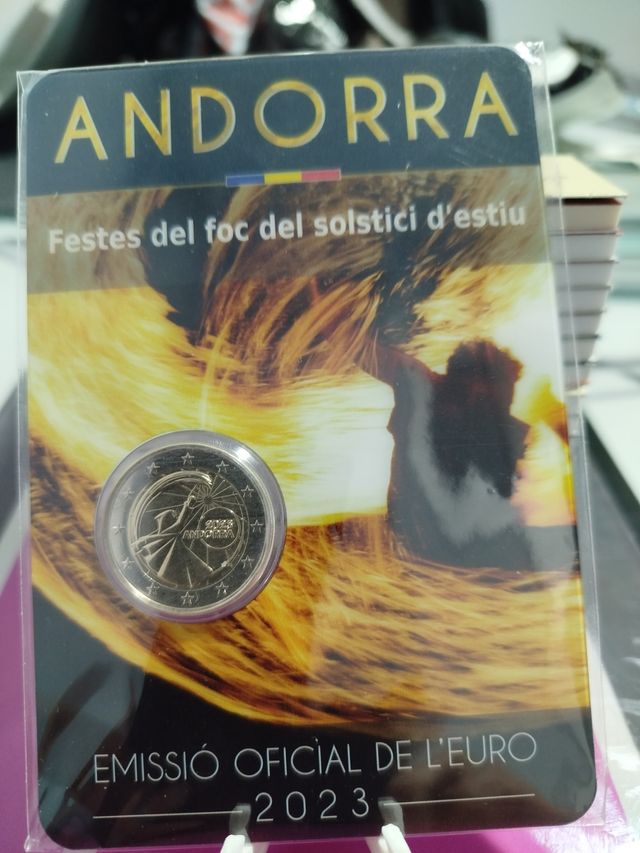 ANDORRA
Festes del foc del solstici d'estiu
2023
ANDORRA
EMISSIÓ OFICIAL DE L'EURO
2023